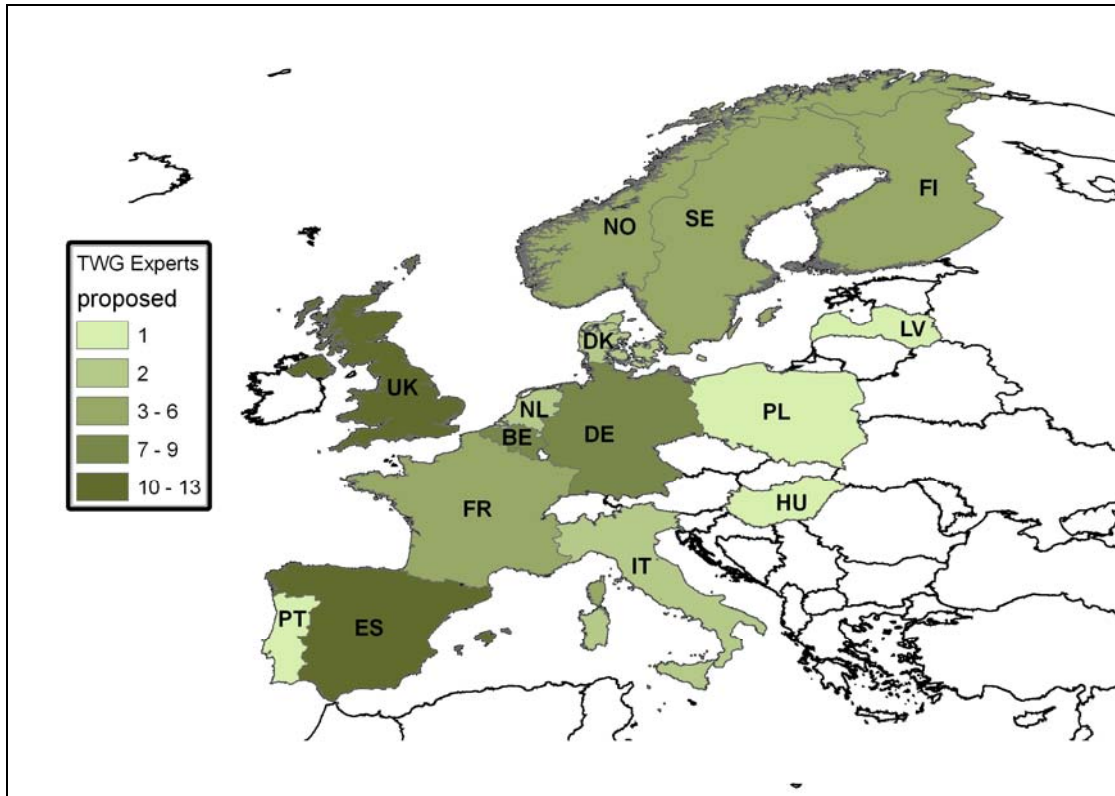 FI
NO
SE
TWG Experts
proposed
1
2
3 - 6
7 - 9
10 - 13
LV
DK
UK
NL
PL
BE
DE
HU
FR
IT
PT
ES